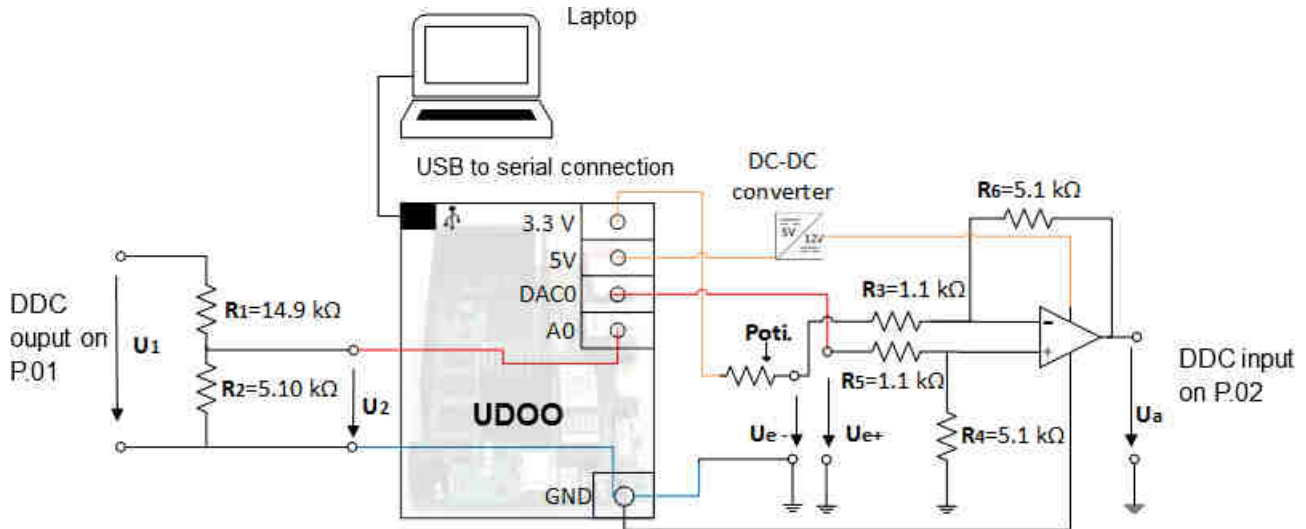 Laptop
USB to serial connection
DC-DC
converter
5V
12V
R6=5.1 kΩ
3.3 V
5V
DAC0
A0
DDC
ouput on
P.01
U1
R1=14.9 kΩ
R2=5.10 kΩ
U2
UDOO
GND
Poti.
R3=1.1 kΩ
R5=1.1 kΩ
-
+
Ue -
Ue+
R4=5.1 kΩ
Ua
DDC input
on P.02